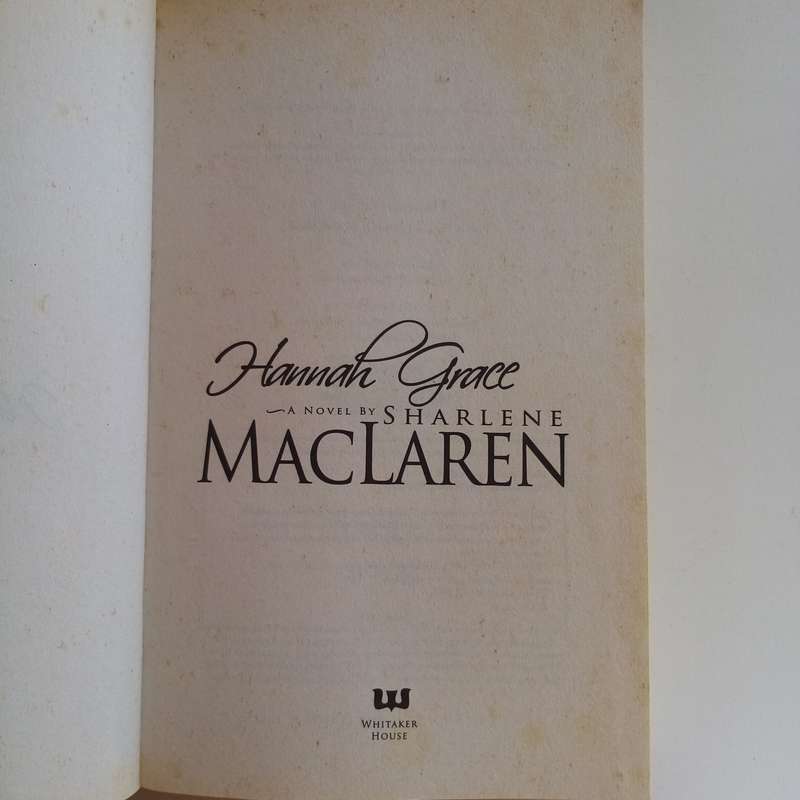 Hannah Grace
A Novel By Sharlene
MacLaren
Whitaker
House